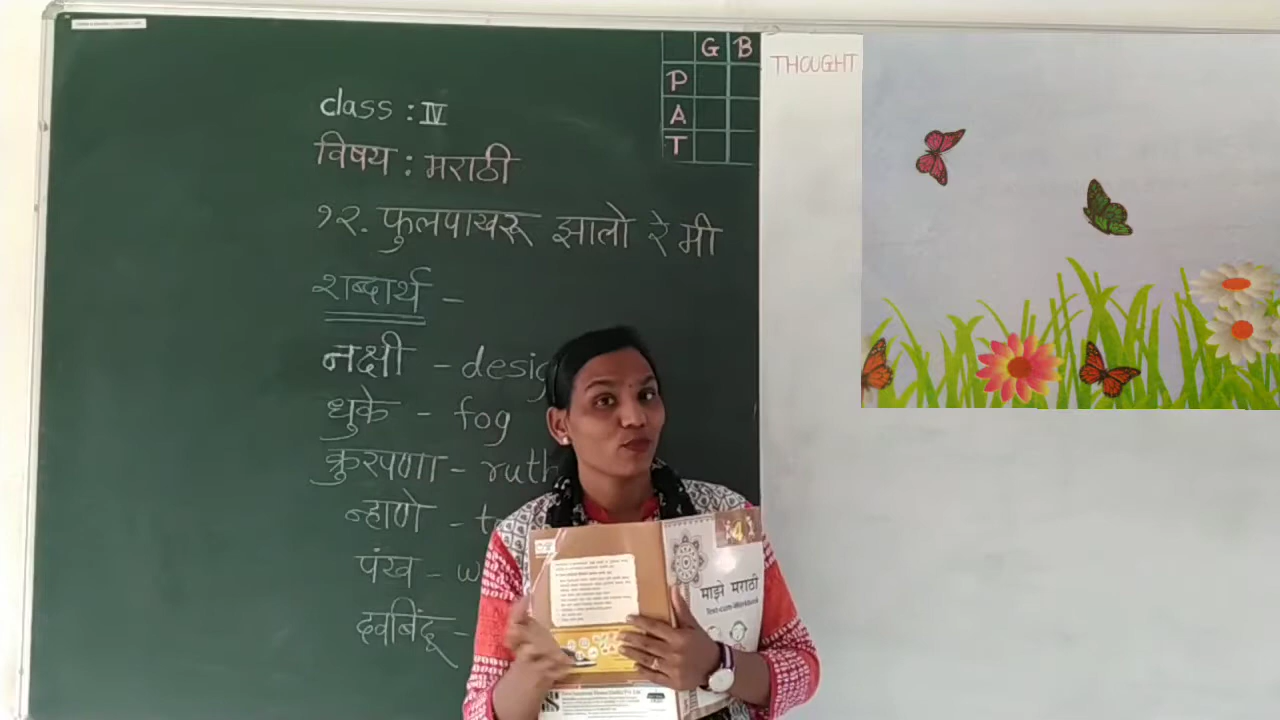 class : IV
विषय : मराठी
१२. फुलपाखरू झालो रे मी
शब्दार्थ –
नक्षी – desig
धुके – fog
क्रुरपणा – ruth
न्हाणे – t
पंख – w
दवबिंदू –
G B
P
A
T
THOUGHT
4
माझे मराठी
Text-cum-Workbook